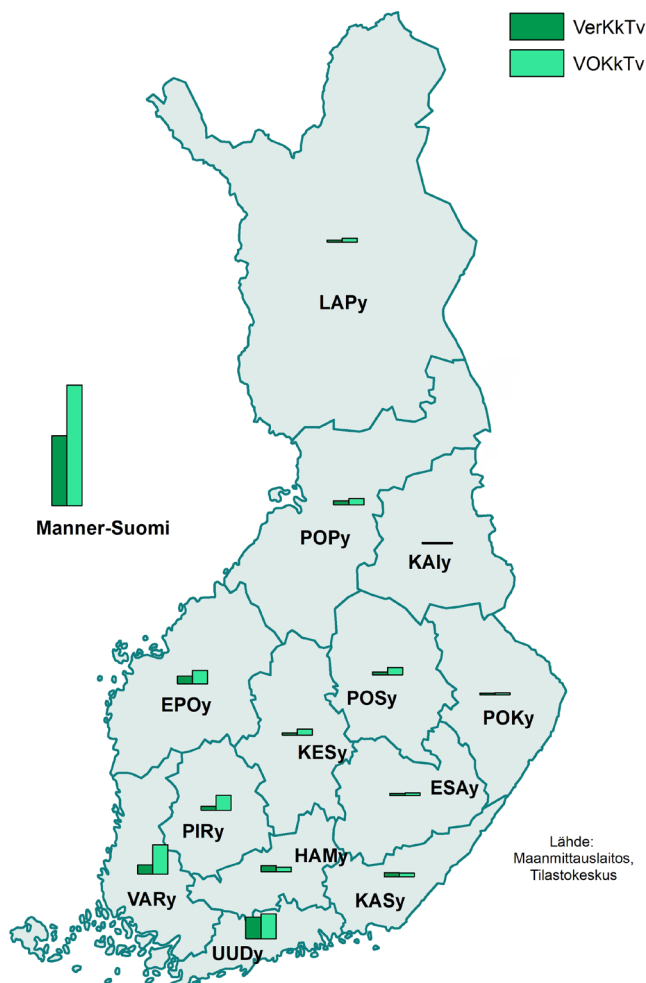 VerKkTv
VOKkTv
LAPy
Manner-Suomi
POPy
KAIy
EPOy
POSy
POKy
KESy
ESAy
PIRy
HAMy
Lähde:
Maanmittauslaitos,
Tilastokeskus
VARy
KASy
UUDy